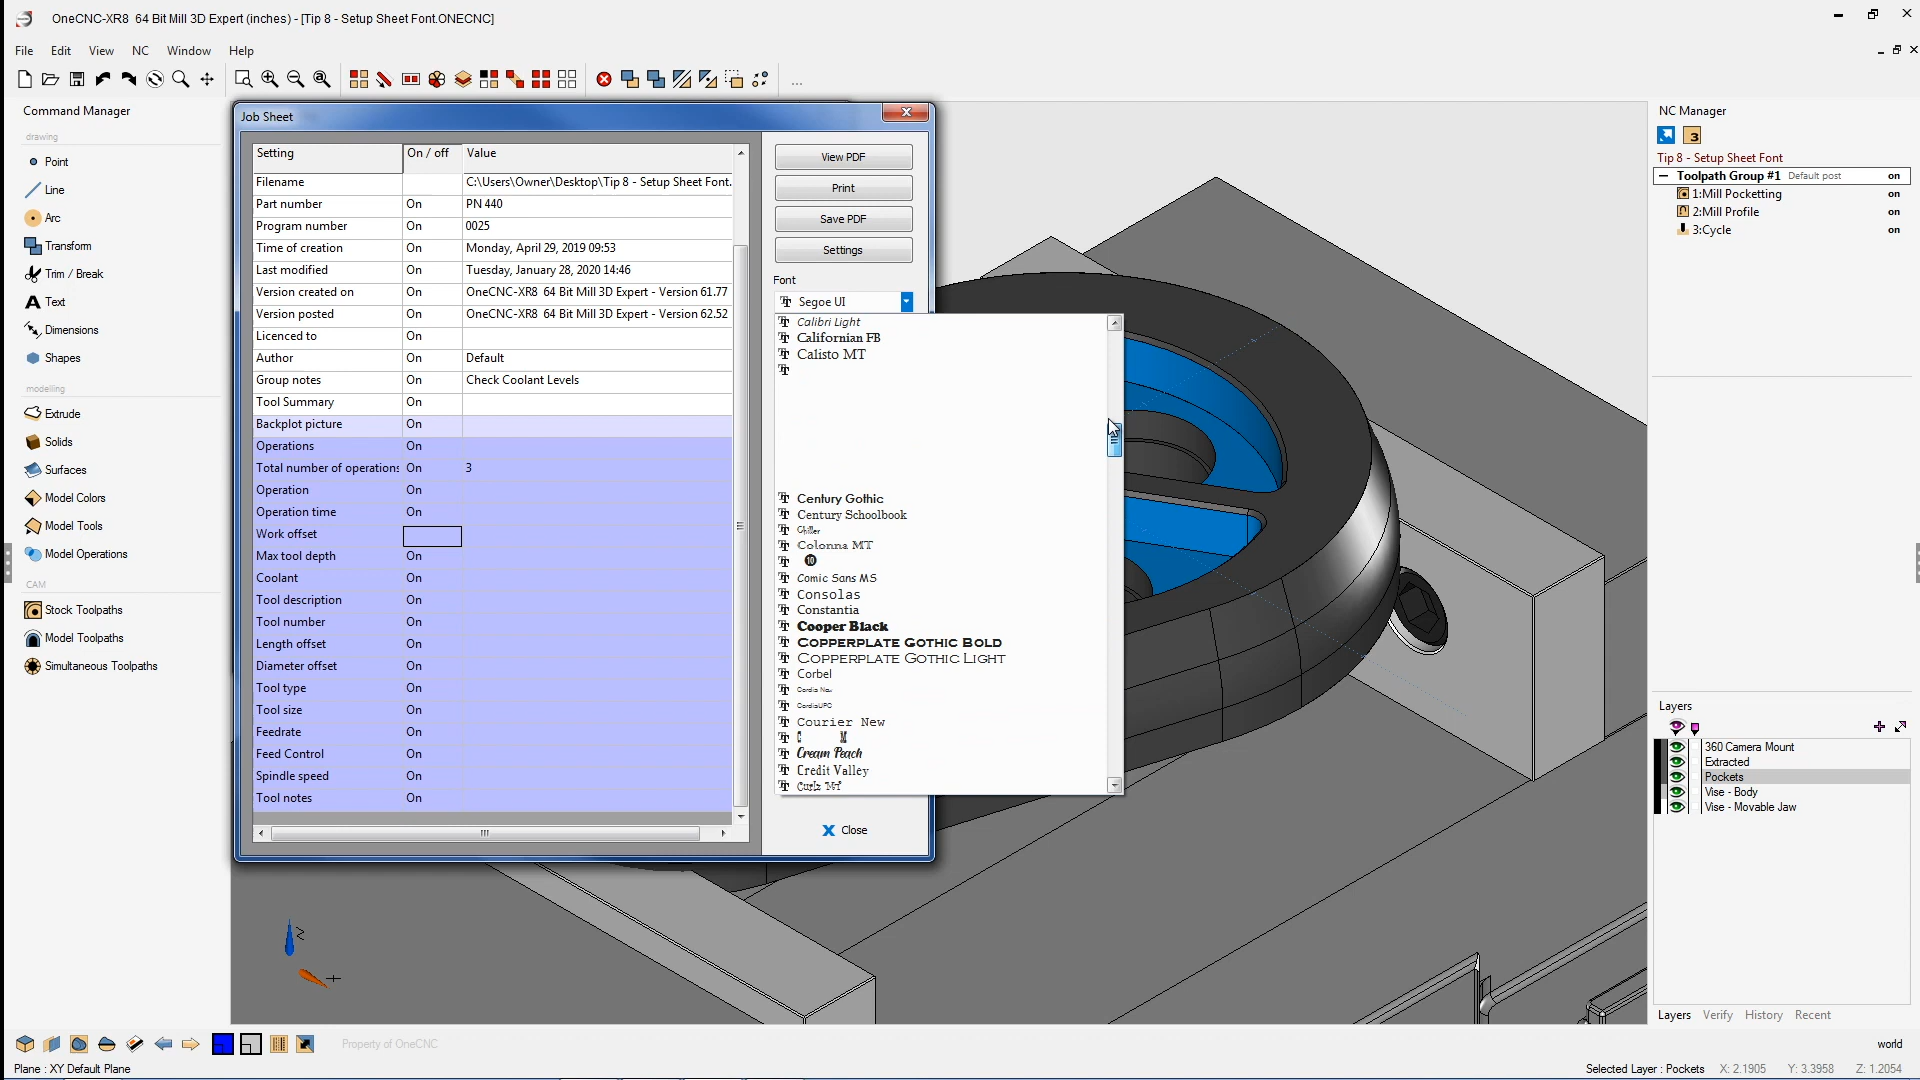 OneCNC-XR8 64 Bit Mill 3D Expert (inches) - [Tip 8 - Setup Sheet Font.ONECNC]
File Edit View NC Window Help
...
Command Manager
drawing
Point
Line
Arc
Transform
Trim / Break
Text
Dimensions
Shapes
modelling
Extrude
Solids
Surfaces
Model Colors
Model Tools
Model Operations
CAM
Stock Toolpaths
Model Toolpaths
Simultaneous Toolpaths
Job Sheet
Setting On / off Value
Filename C:\Users\Owner\Desktop\Tip 8 - Setup Sheet Font.
Part number On PN 440
Program number On 0025
Time of creation On Monday, April 29, 2019 09:53
Last modified On Tuesday, January 28, 2020 14:46
Version created on On OneCNC-XR8 64 Bit Mill 3D Expert - Version 61.77
Version posted On OneCNC-XR8 64 Bit Mill 3D Expert - Version 62.52
Licenced to On
Author On Default
Group notes On Check Coolant Levels
Tool Summary On
Backplot picture On
Operations On
Total number of operations On 3
Operation On
Operation time On
Work offset
Max tool depth On
Coolant On
Tool description On
Tool number On
Length offset On
Diameter offset On
Tool type On
Tool size On
Feedrate On
Feed Control On
Spindle speed On
Tool notes On
View PDF
Print
Save PDF
Settings
Font
Segoe UI
Calibri Light
Californian FB
Calisto MT
Century Gothic
Century Schoolbook
Chiller
Colonna MT
❿
Comic Sans MS
Consolas
Constantia
Cooper Black
Copperplate Gothic Bold
Copperplate Gothic Light
Corbel
Cordia New
CordiaUPC
Courier New
Cream Peach
Credit Valley
Curlz MT
Close
NC Manager
3
Tip 8 - Setup Sheet Font
Toolpath Group #1 Default post on
1:Mill Pocketting on
2:Mill Profile on
3:Cycle on
Layers
360 Camera Mount
Extracted
Pockets
Vise - Body
Vise - Movable Jaw
Layers Verify History Recent
Property of OneCNC
world
Plane : XY Default Plane
Selected Layer : Pockets X: 2.1905 Y: 3.3958 Z: 1.2054